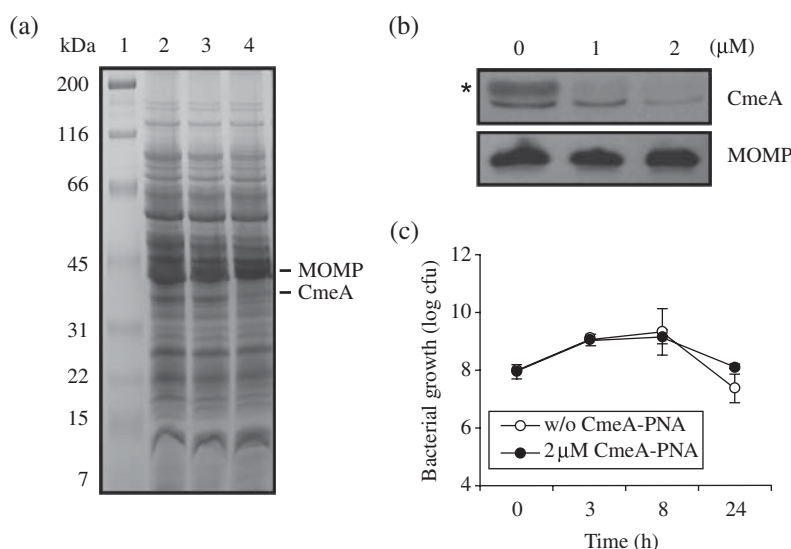 (a)
kDa 1 2 3 4
200
116
66
45
31
22
15
7
MOMP
CmeA
(b)
0 1 2 (μM)
*
CmeA
MOMP
(c)
Bacterial growth (log cfu)
12
10
8
6
4
w/o CmeA-PNA
2 μM CmeA-PNA
0 3 8 24
Time (h)